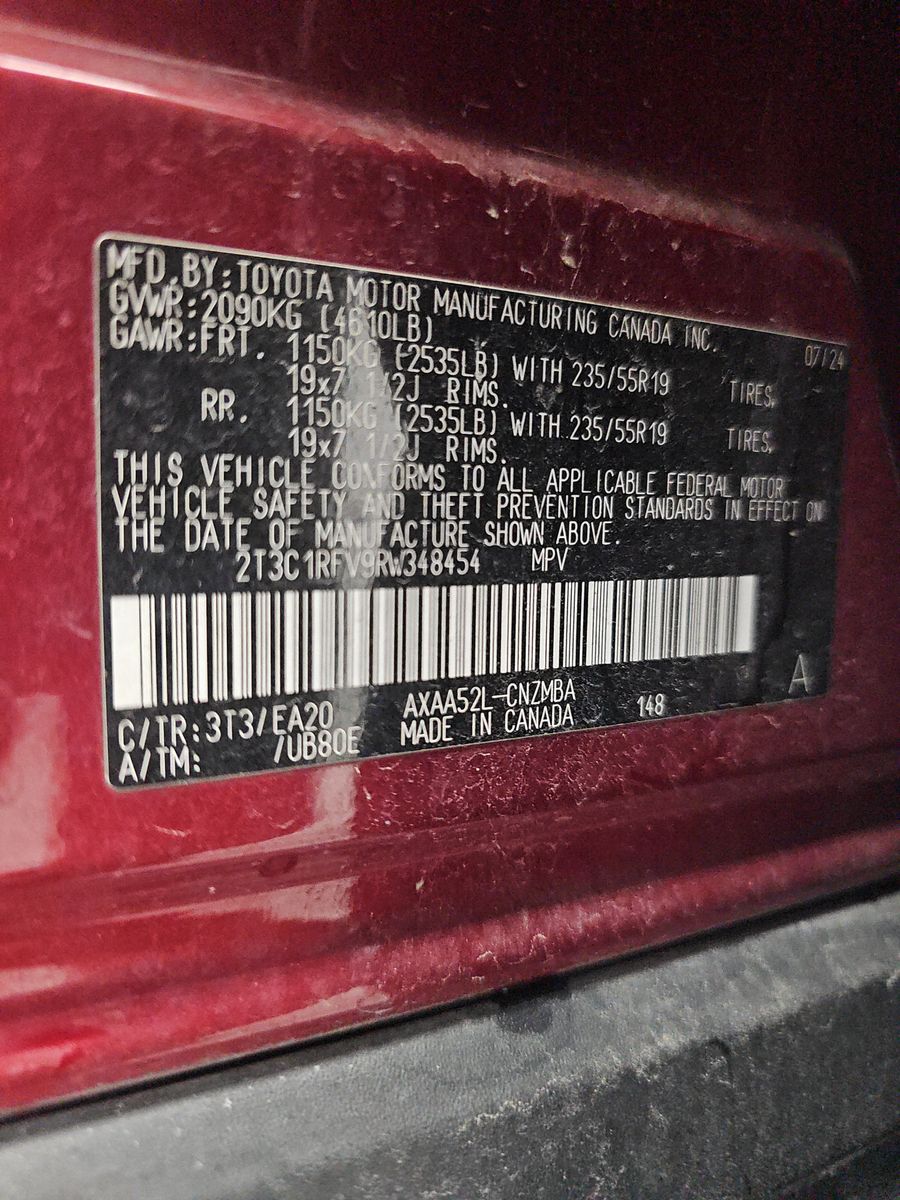 MFD.BY:TOYOTA MOTOR MANUFACTURING CANADA INC. 07/24
GVWR:2090KG (4610LB)
GAWR:FRT. 1150KG (2535LB) WITH 235/55R19 TIRES,
19x7 1/2J RIMS.
RR. 1150KG (2535LB) WITH 235/55R19 TIRES,
19x7 1/2J RIMS.
THIS VEHICLE CONFORMS TO ALL APPLICABLE FEDERAL MOTOR
VEHICLE SAFETY AND THEFT PREVENTION STANDARDS IN EFFECT ON
THE DATE OF MANUFACTURE SHOWN ABOVE.
2T3C1RFV9RW348454 MPV
A
C/TR:3T3/EA20 AXAA52L-CNZMBA 148
A/TM: /UB80E MADE IN CANADA